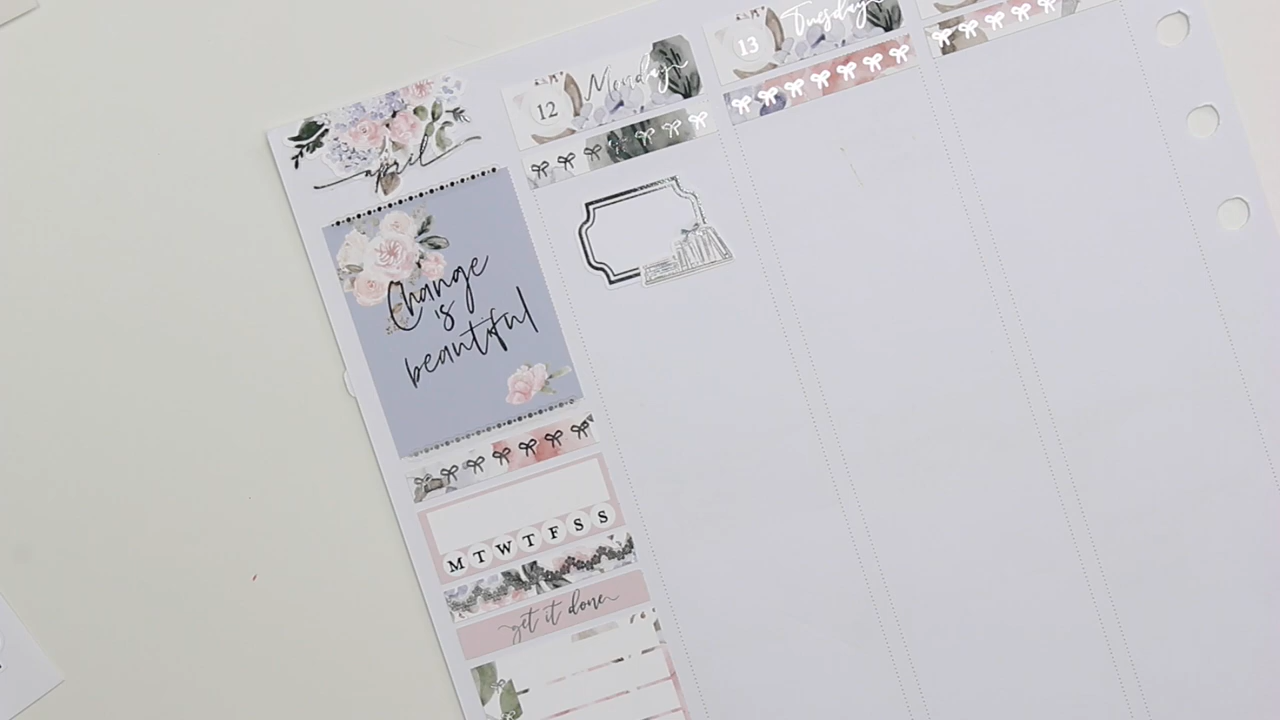 april
Change
is
beautiful
M T W T F S S
get it done
12 Monday
13 Tuesday